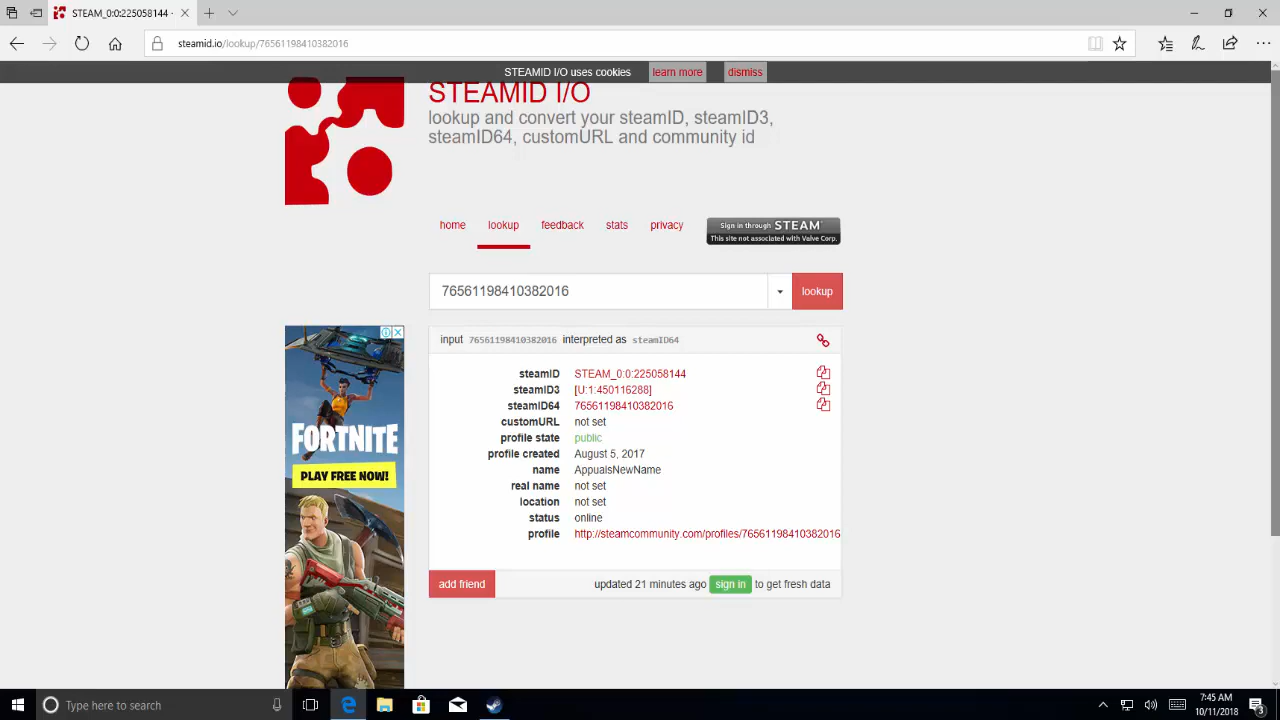 STEAM_0:0:225058144 -
steamid.io/lookup/76561198410382016
STEAMID I/O uses cookies learn more dismiss
STEAMID I/O
lookup and convert your steamID, steamID3,
steamID64, customURL and community id
home lookup feedback stats privacy
Sign in through STEAM
This site not associated with Valve Corp.
76561198410382016 lookup
input 76561198410382016 interpreted as steamID64
steamID STEAM_0:0:225058144
steamID3 [U:1:450116288]
steamID64 76561198410382016
customURL not set
profile state public
profile created August 5, 2017
name AppualsNewName
real name not set
location not set
status online
profile http://steamcommunity.com/profiles/76561198410382016
add friend updated 21 minutes ago sign in to get fresh data
FORTNITE
PLAY FREE NOW!
Type here to search
7:45 AM
10/11/2018
3